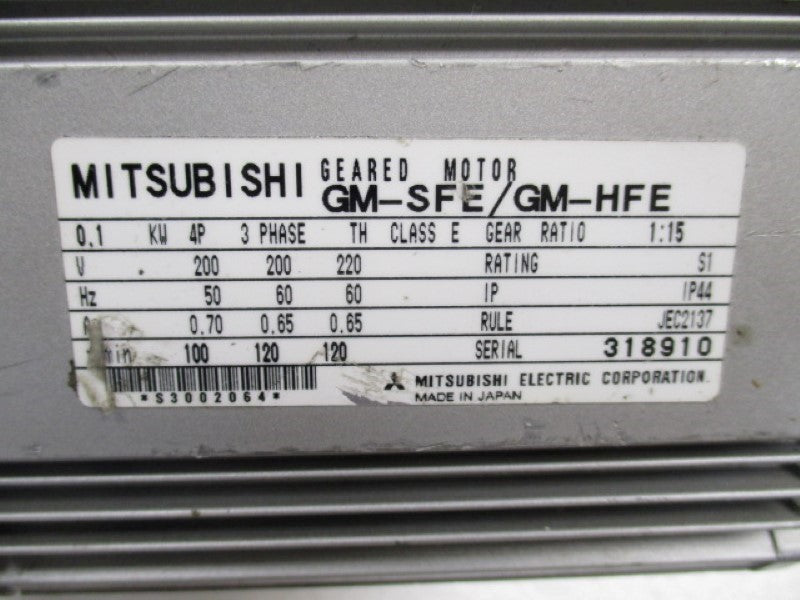 MITSUBISHI GEARED MOTOR
GM-SFE/GM-HFE
0.1 KW 4P 3 PHASE TH CLASS E GEAR RATIO 1:15
V 200 200 220 RATING S1
Hz 50 60 60 IP IP44
0.70 0.65 0.65 RULE JEC2137
min 100 120 120 SERIAL 318910
*S3002064* MITSUBISHI ELECTRIC CORPORATION
MADE IN JAPAN